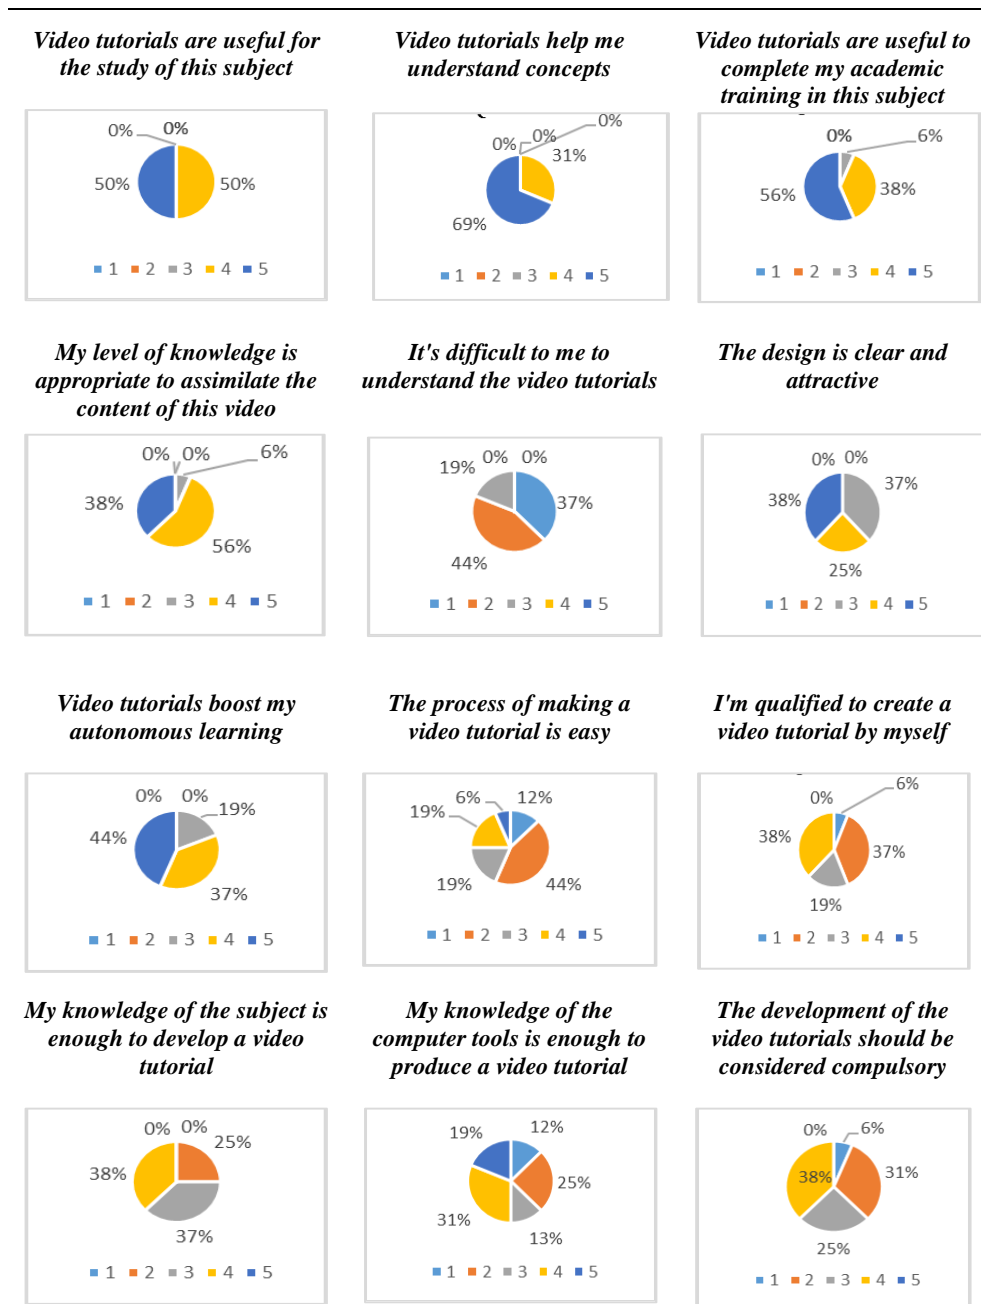 Video tutorials are useful for
the study of this subject
Video tutorials help me
understand concepts
Video tutorials are useful to
complete my academic
training in this subject
0% 0%
50% 50%
1 2 3 4 5
0% 0% 0%
31%
69%
1 2 3 4 5
0% 6%
56% 38%
1 2 3 4 5
My level of knowledge is
appropriate to assimilate the
content of this video
It's difficult to me to
understand the video tutorials
The design is clear and
attractive
0% 0% 6%
38%
56%
1 2 3 4 5
19% 0% 0%
37%
44%
1 2 3 4 5
0% 0%
38% 37%
25%
1 2 3 4 5
Video tutorials boost my
autonomous learning
The process of making a
video tutorial is easy
I'm qualified to create a
video tutorial by myself
0% 0%
44% 19%
37%
1 2 3 4 5
6% 12%
19%
19% 44%
1 2 3 4 5
0% 6%
38% 37%
19%
1 2 3 4 5
My knowledge of the subject is
enough to develop a video
tutorial
My knowledge of the
computer tools is enough to
produce a video tutorial
The development of the
video tutorials should be
considered compulsory
0% 0% 25%
38%
37%
1 2 3 4 5
19% 12%
25%
31% 13%
1 2 3 4 5
0% 6%
38% 31%
25%
1 2 3 4 5